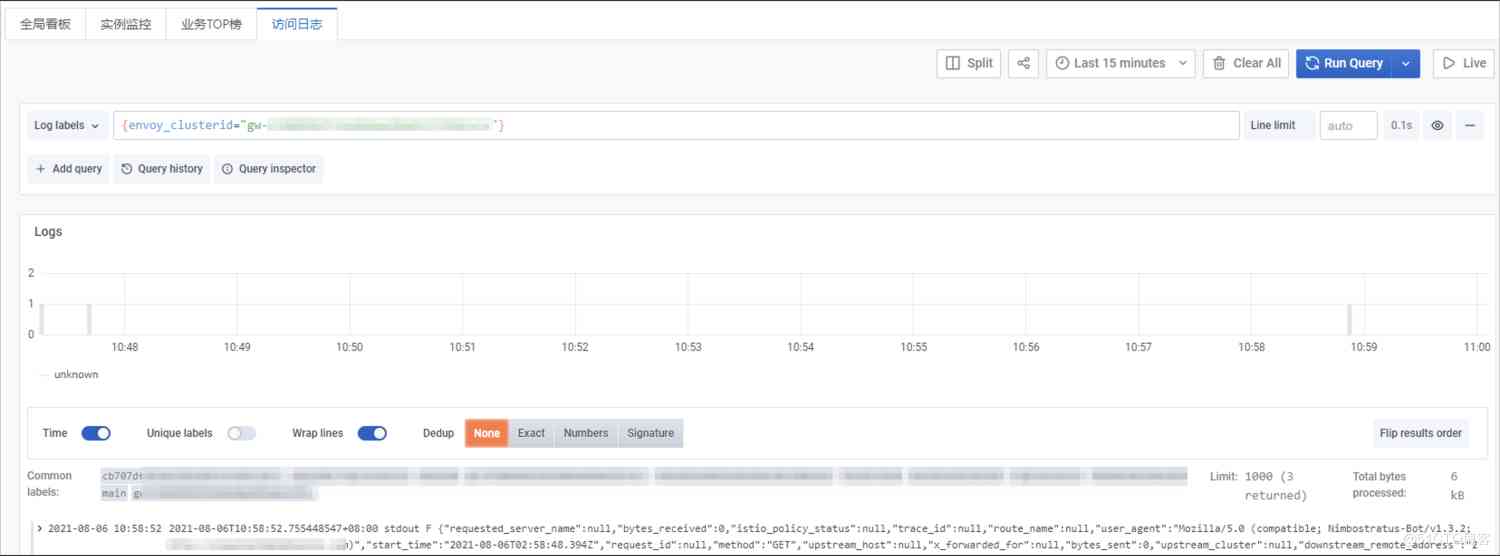 全局看板 实例监控 业务TOP榜 访问日志
Split Last 15 minutes Clear All Run Query Live
Log labels {envoy_clusterid="gw- "} Line limit auto 0.1s
+ Add query Query history Query inspector
Logs
2
1
0
10:48 10:49 10:50 10:51 10:52 10:53 10:54 10:55 10:56 10:57 10:58 10:59 11:00
unknown
Time Unique labels Wrap lines Dedup None Exact Numbers Signature Flip results order
Common labels: cb707d main Limit: 1000 (3 returned) Total bytes processed: 6 kB
> 2021-08-06 10:58:52 2021-08-06T10:58:52.755448547+08:00 stdout F {"requested_server_name":null,"bytes_received":0,"istio_policy_status":null,"trace_id":null,"route_name":null,"user_agent":"Mozilla/5.0 (compatible; Nimbostratus-Bot/v1.3.2;
)","start_time":"2021-08-06T02:58:48.394Z","request_id":null,"method":"GET","upstream_host":null,"x_forwarded_for":null,"bytes_sent":0,"upstream_cluster":null,"downstream_remote_address":"2